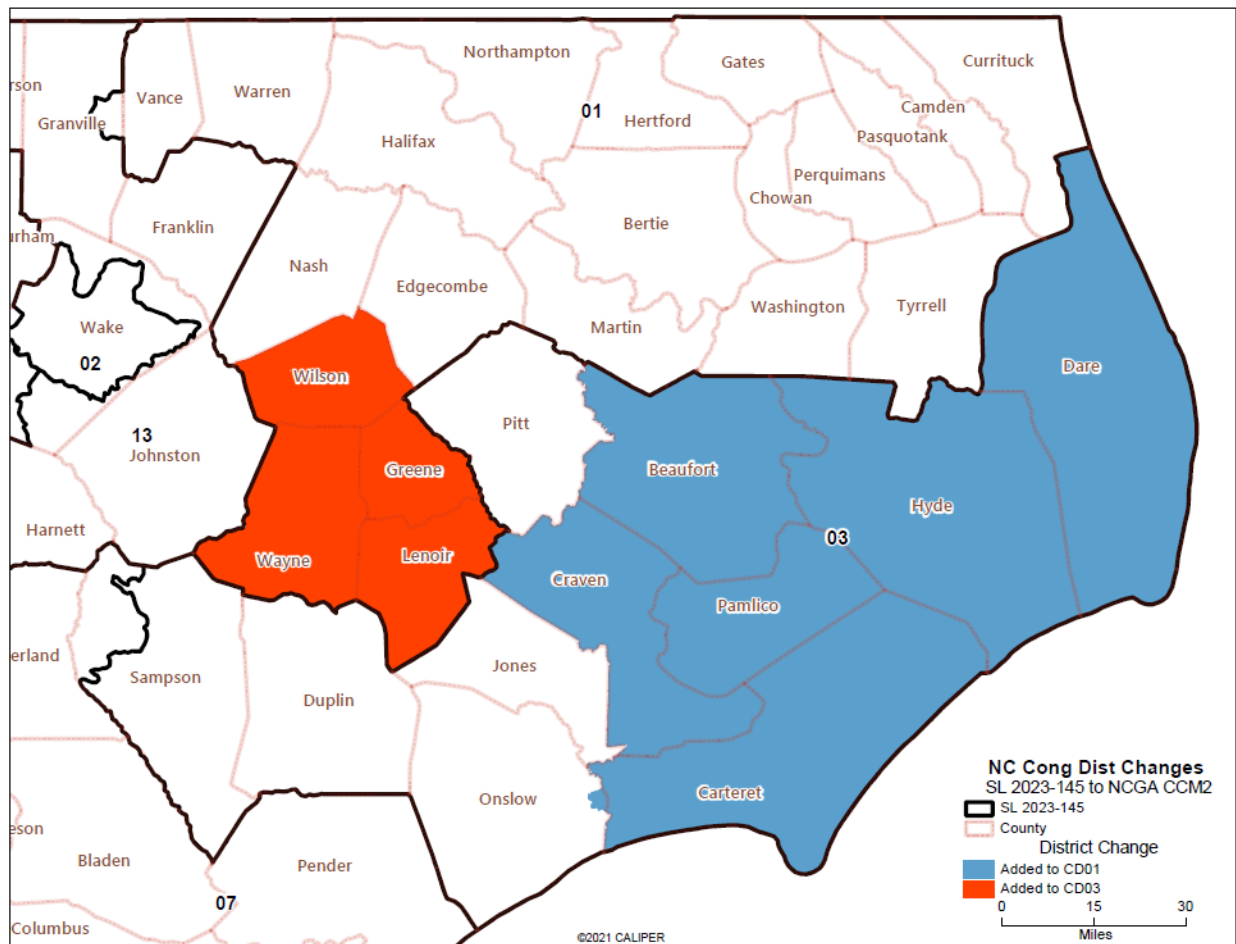 Northampton
Gates
Currituck
rson
Vance
Warren
Camden
Granville
01
Hertford
Halifax
Pasquotank
Perquimans
Chowan
Franklin
Bertie
urham
Nash
Edgecombe
Washington
Tyrrell
Wake
Martin
02
Dare
Wilson
Pitt
13
Johnston
Greene
Beaufort
Hyde
Harnett
03
Wayne
Lenoir
Craven
Pamlico
erland
Jones
Sampson
Duplin
Onslow
Carteret
eson
Bladen
Pender
07
Columbus
NC Cong Dist Changes
SL 2023-145 to NCGA CCM2
SL 2023-145
County
District Change
Added to CD01
Added to CD03
0 15 30
Miles
©2021 CALIPER